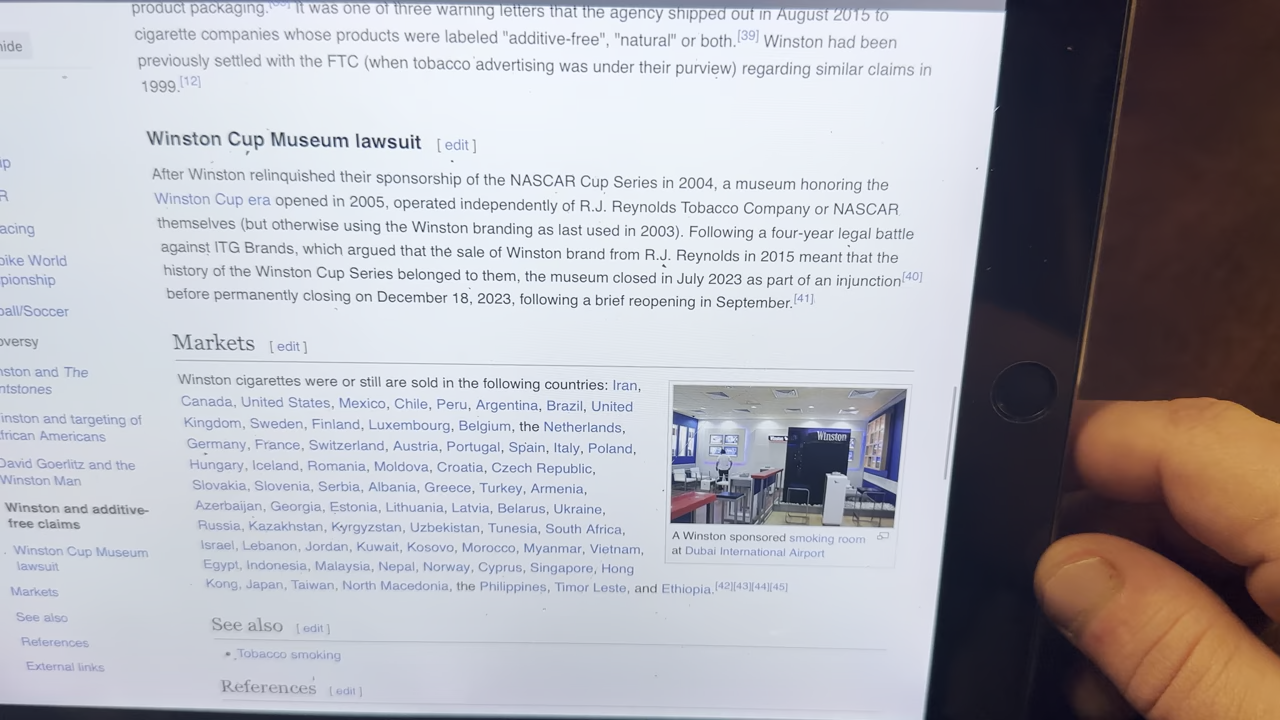 product packaging.
It was one of three warning letters that the agency shipped out in August 2015 to
cigarette companies whose products were labeled "additive-free", "natural" or both.[39] Winston had been
previously settled with the FTC (when tobacco advertising was under their purview) regarding similar claims in
1999.[12]
Winston Cup Museum lawsuit [ edit ]
After Winston relinquished their sponsorship of the NASCAR Cup Series in 2004, a museum honoring the
Winston Cup era opened in 2005, operated independently of R.J. Reynolds Tobacco Company or NASCAR
themselves (but otherwise using the Winston branding as last used in 2003). Following a four-year legal battle
against ITG Brands, which argued that the sale of Winston brand from R.J. Reynolds in 2015 meant that the
history of the Winston Cup Series belonged to them, the museum closed in July 2023 as part of an injunction[40]
before permanently closing on December 18, 2023, following a brief reopening in September.[41]
Markets [ edit ]
Winston cigarettes were or still are sold in the following countries: Iran,
Canada, United States, Mexico, Chile, Peru, Argentina, Brazil, United
Kingdom, Sweden, Finland, Luxembourg, Belgium, the Netherlands,
Germany, France, Switzerland, Austria, Portugal, Spain, Italy, Poland,
Hungary, Iceland, Romania, Moldova, Croatia, Czech Republic,
Slovakia, Slovenia, Serbia, Albania, Greece, Turkey, Armenia,
Azerbaijan, Georgia, Estonia, Lithuania, Latvia, Belarus, Ukraine,
Russia, Kazakhstan, Kyrgyzstan, Uzbekistan, Tunesia, South Africa,
Israel, Lebanon, Jordan, Kuwait, Kosovo, Morocco, Myanmar, Vietnam,
Egypt, Indonesia, Malaysia, Nepal, Norway, Cyprus, Singapore, Hong
Kong, Japan, Taiwan, North Macedonia, the Philippines, Timor Leste, and Ethiopia.[42][43][44][45]
Winston
A Winston sponsored smoking room
at Dubai International Airport
See also [ edit ]
• Tobacco smoking
References [ edit ]
hide
acing
bike World
pionship
ball/Soccer
oversy
nston and The
ntstones
inston and targeting of
frican Americans
David Goerlitz and the
Winston Man
Winston and additive-
free claims
Winston Cup Museum
lawsuit
Markets
See also
References
External links